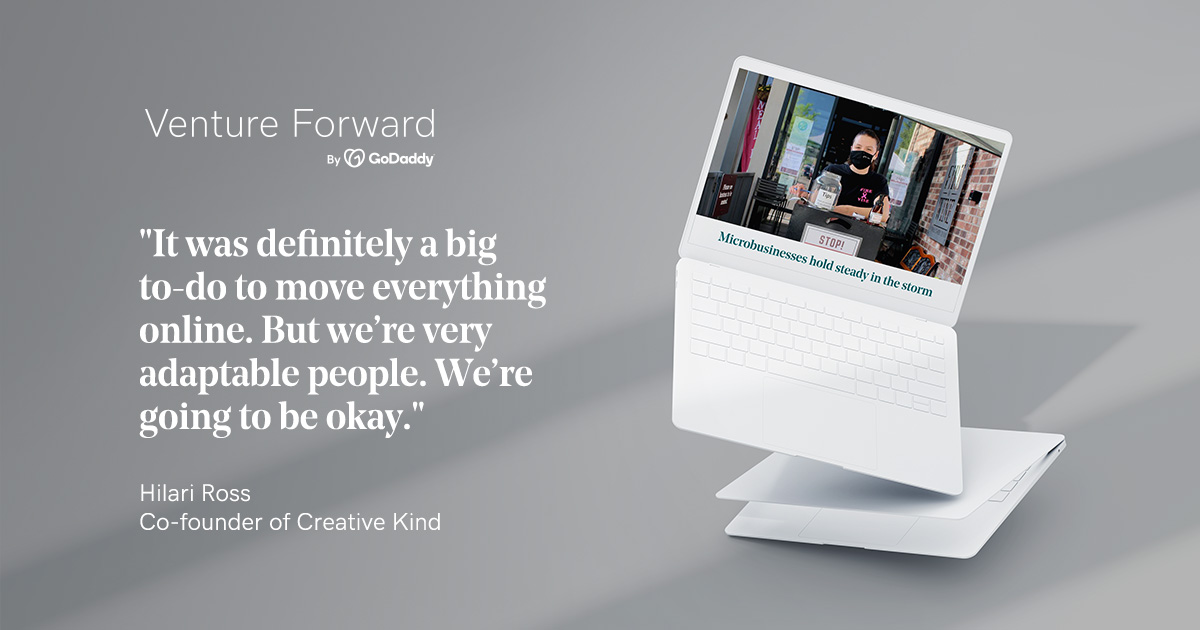 Venture Forward
By GoDaddy
"It was definitely a big
to-do to move everything
online. But we're very
adaptable people. We're
going to be okay."
Hilari Ross
Co-founder of Creative Kind
Tips
STOP!
Microbusinesses hold steady in the storm